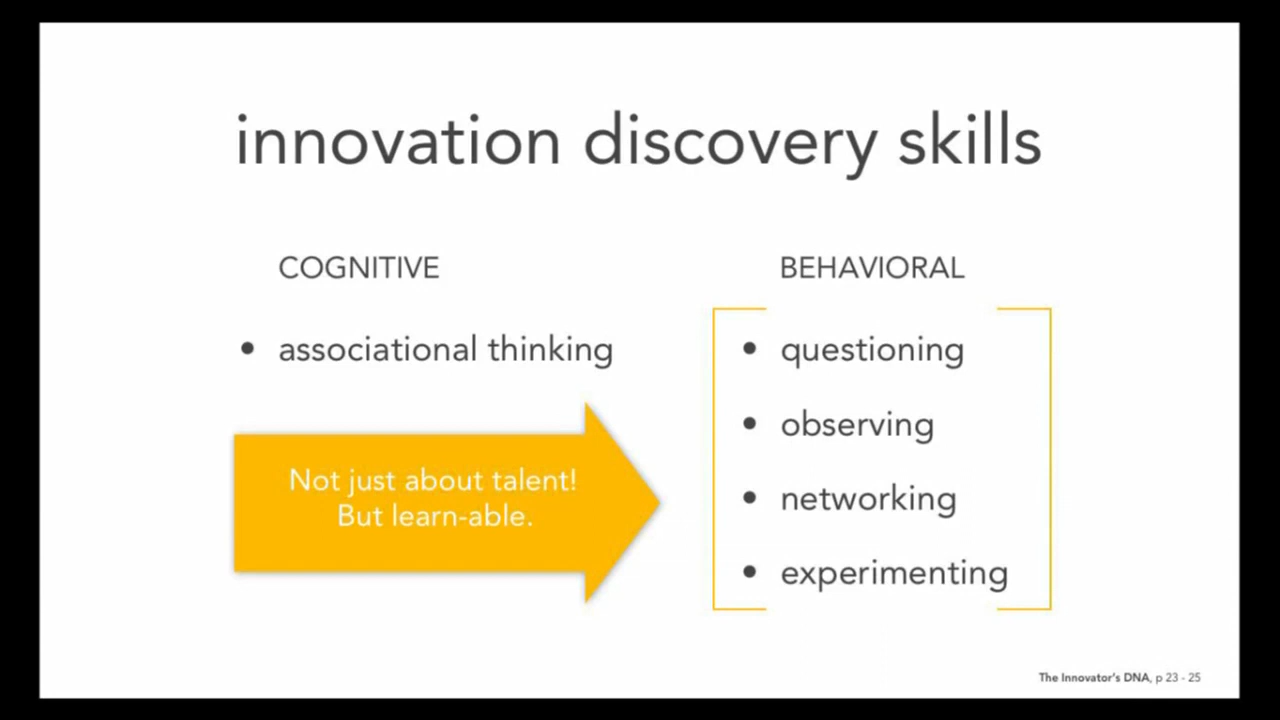 innovation discovery skills
COGNITIVE
• associational thinking
Not just about talent!
But learn-able.
BEHAVIORAL
• questioning
• observing
• networking
• experimenting
The Innovator's DNA, p 23 - 25